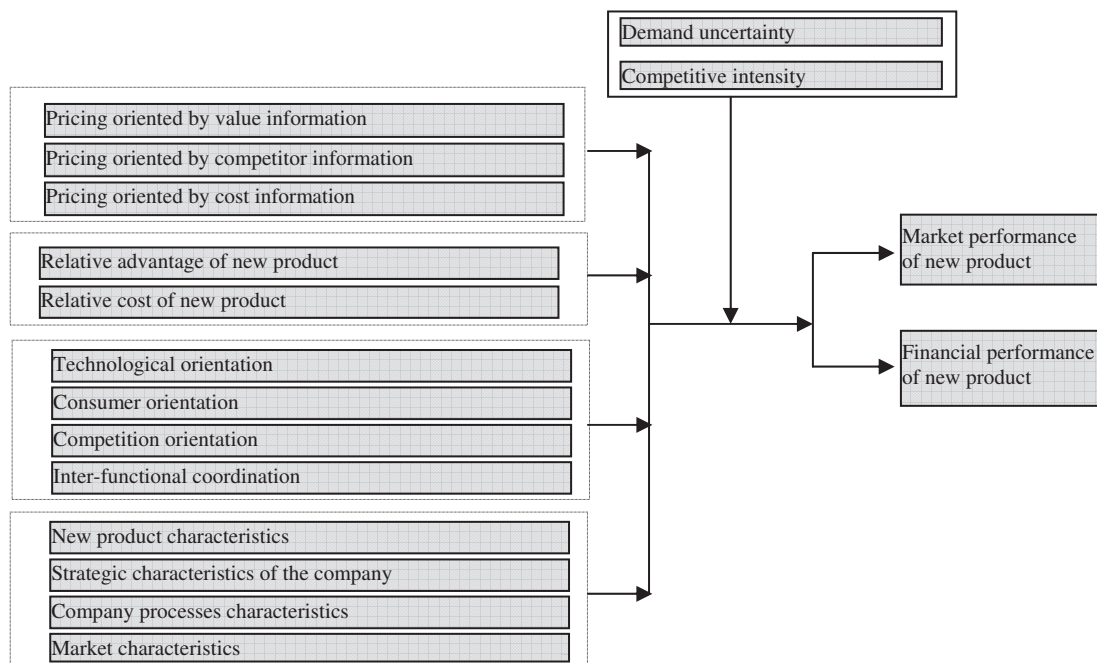 Demand uncertainty
Competitive intensity
Pricing oriented by value information
Pricing oriented by competitor information
Pricing oriented by cost information
Relative advantage of new product
Relative cost of new product
Technological orientation
Consumer orientation
Competition orientation
Inter-functional coordination
New product characteristics
Strategic characteristics of the company
Company processes characteristics
Market characteristics
Market performance
of new product
Financial performance
of new product